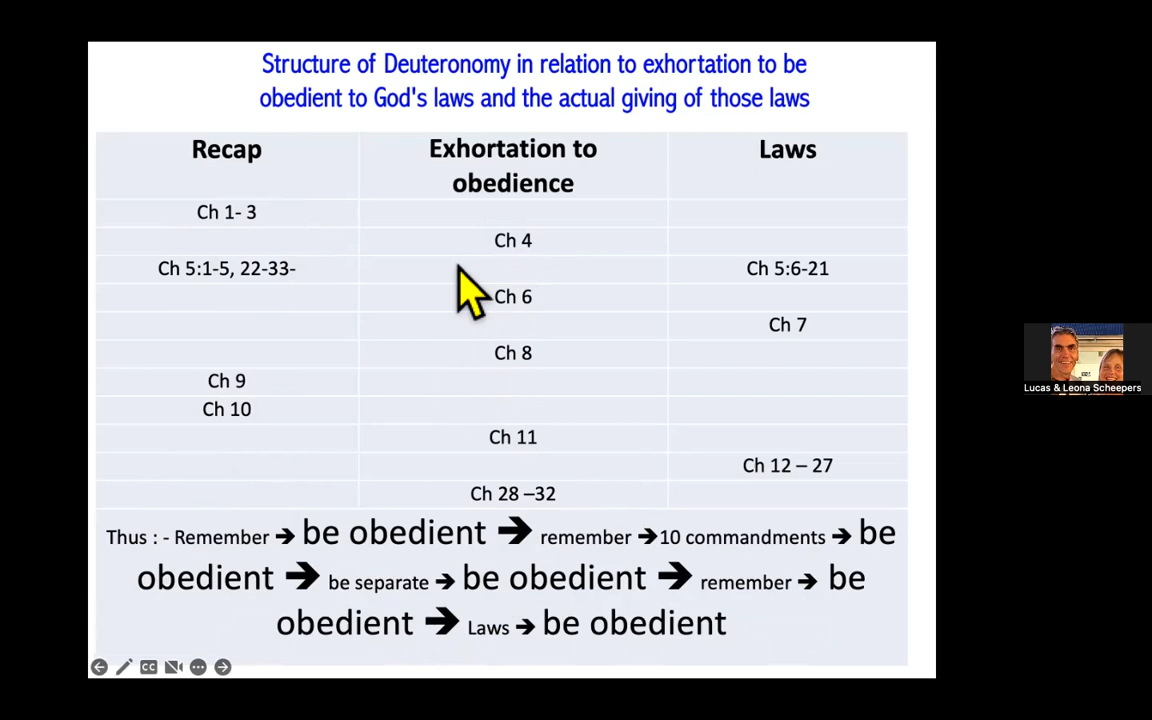 Structure of Deuteronomy in relation to exhortation to be
obedient to God's laws and the actual giving of those laws
Recap
Exhortation to
obedience
Laws
Ch 1- 3
Ch 4
Ch 5:1-5, 22-33-
Ch 5:6-21
Ch 6
Ch 7
Ch 8
Ch 9
Ch 10
Ch 11
Ch 12 – 27
Ch 28 –32
Thus : - Remember ➔ be obedient ➔ remember ➔10 commandments ➔ be
obedient ➔ be separate ➔ be obedient ➔ remember ➔ be
obedient ➔ Laws ➔ be obedient
CC
Lucas & Leona Scheepers